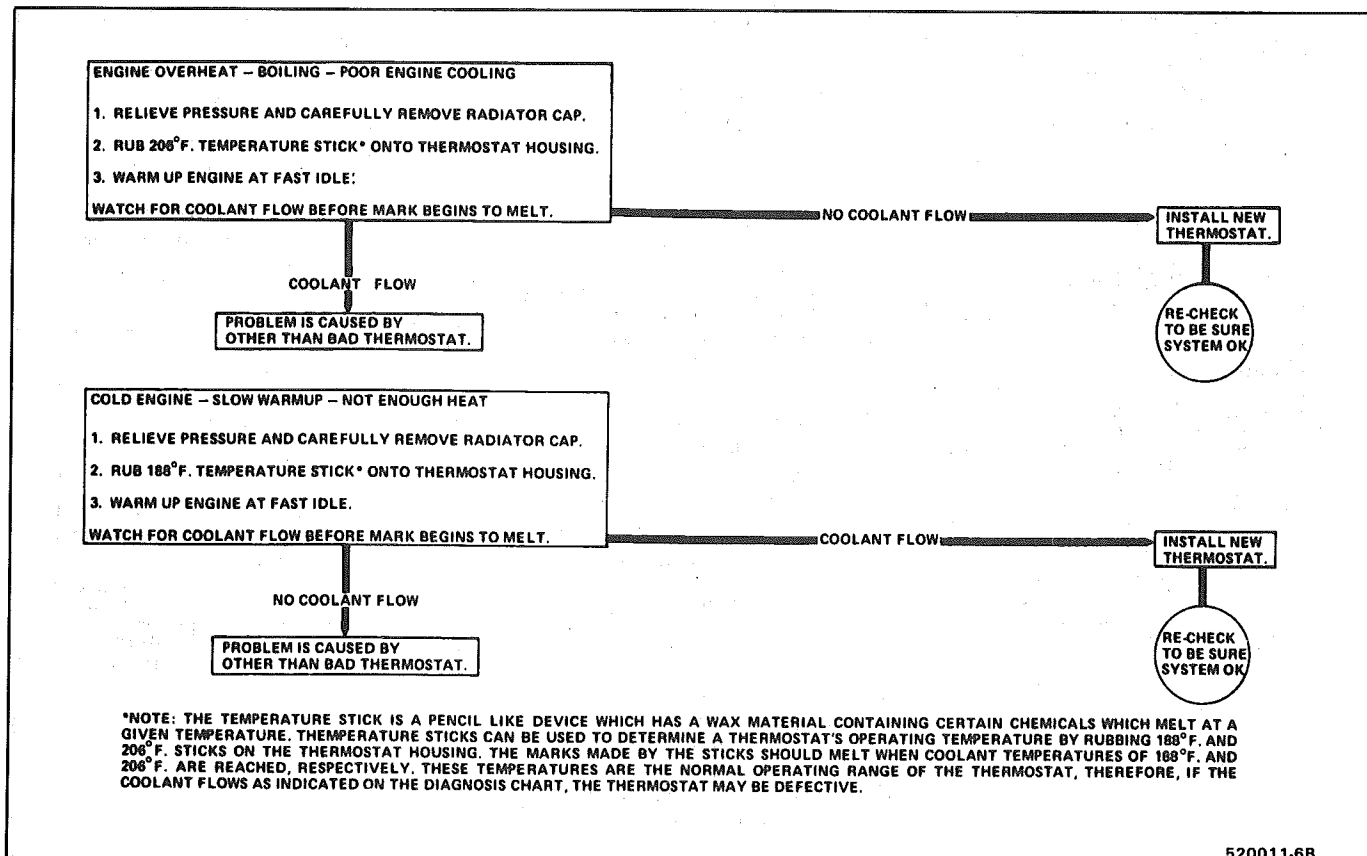 ENGINE OVERHEAT – BOILING – POOR ENGINE COOLING
1. RELIEVE PRESSURE AND CAREFULLY REMOVE RADIATOR CAP.
2. RUB 206°F. TEMPERATURE STICK* ONTO THERMOSTAT HOUSING.
3. WARM UP ENGINE AT FAST IDLE.
WATCH FOR COOLANT FLOW BEFORE MARK BEGINS TO MELT.
NO COOLANT FLOW
INSTALL NEW
THERMOSTAT.
COOLANT FLOW
PROBLEM IS CAUSED BY
OTHER THAN BAD THERMOSTAT.
RE-CHECK
TO BE SURE
SYSTEM OK
COLD ENGINE – SLOW WARMUP – NOT ENOUGH HEAT
1. RELIEVE PRESSURE AND CAREFULLY REMOVE RADIATOR CAP.
2. RUB 188°F. TEMPERATURE STICK* ONTO THERMOSTAT HOUSING.
3. WARM UP ENGINE AT FAST IDLE.
WATCH FOR COOLANT FLOW BEFORE MARK BEGINS TO MELT.
COOLANT FLOW
INSTALL NEW
THERMOSTAT.
NO COOLANT FLOW
PROBLEM IS CAUSED BY
OTHER THAN BAD THERMOSTAT.
RE-CHECK
TO BE SURE
SYSTEM OK
*NOTE: THE TEMPERATURE STICK IS A PENCIL LIKE DEVICE WHICH HAS A WAX MATERIAL CONTAINING CERTAIN CHEMICALS WHICH MELT AT A
GIVEN TEMPERATURE. THEMPERATURE STICKS CAN BE USED TO DETERMINE A THERMOSTAT'S OPERATING TEMPERATURE BY RUBBING 188°F. AND
206°F. STICKS ON THE THERMOSTAT HOUSING. THE MARKS MADE BY THE STICKS SHOULD MELT WHEN COOLANT TEMPERATURES OF 188°F. AND
206°F. ARE REACHED, RESPECTIVELY. THESE TEMPERATURES ARE THE NORMAL OPERATING RANGE OF THE THERMOSTAT, THEREFORE, IF THE
COOLANT FLOWS AS INDICATED ON THE DIAGNOSIS CHART, THE THERMOSTAT MAY BE DEFECTIVE.
520011-6B